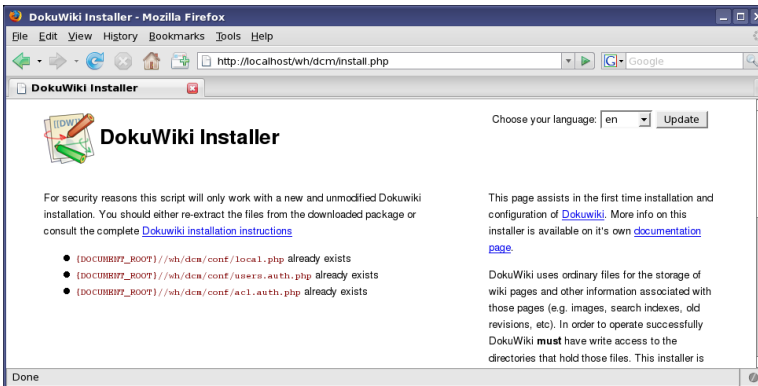 DokuWiki Installer - Mozilla Firefox
File Edit View History Bookmarks Tools Help
http://localhost/wh/dcm/install.php
G Google
DokuWiki Installer
[[DW]]
DokuWiki Installer
Choose your language: en Update
For security reasons this script will only work with a new and unmodified Dokuwiki
installation. You should either re-extract the files from the downloaded package or
consult the complete Dokuwiki installation instructions
{DOCUMENT_ROOT}//wh/dcm/conf/local.php already exists
{DOCUMENT_ROOT}//wh/dcm/conf/users.auth.php already exists
{DOCUMENT_ROOT}//wh/dcm/conf/acl.auth.php already exists
This page assists in the first time installation and
configuration of Dokuwiki. More info on this
installer is available on it's own documentation
page.
DokuWiki uses ordinary files for the storage of
wiki pages and other information associated with
those pages (e.g. images, search indexes, old
revisions, etc). In order to operate successfully
DokuWiki must have write access to the
directories that hold those files. This installer is
Done